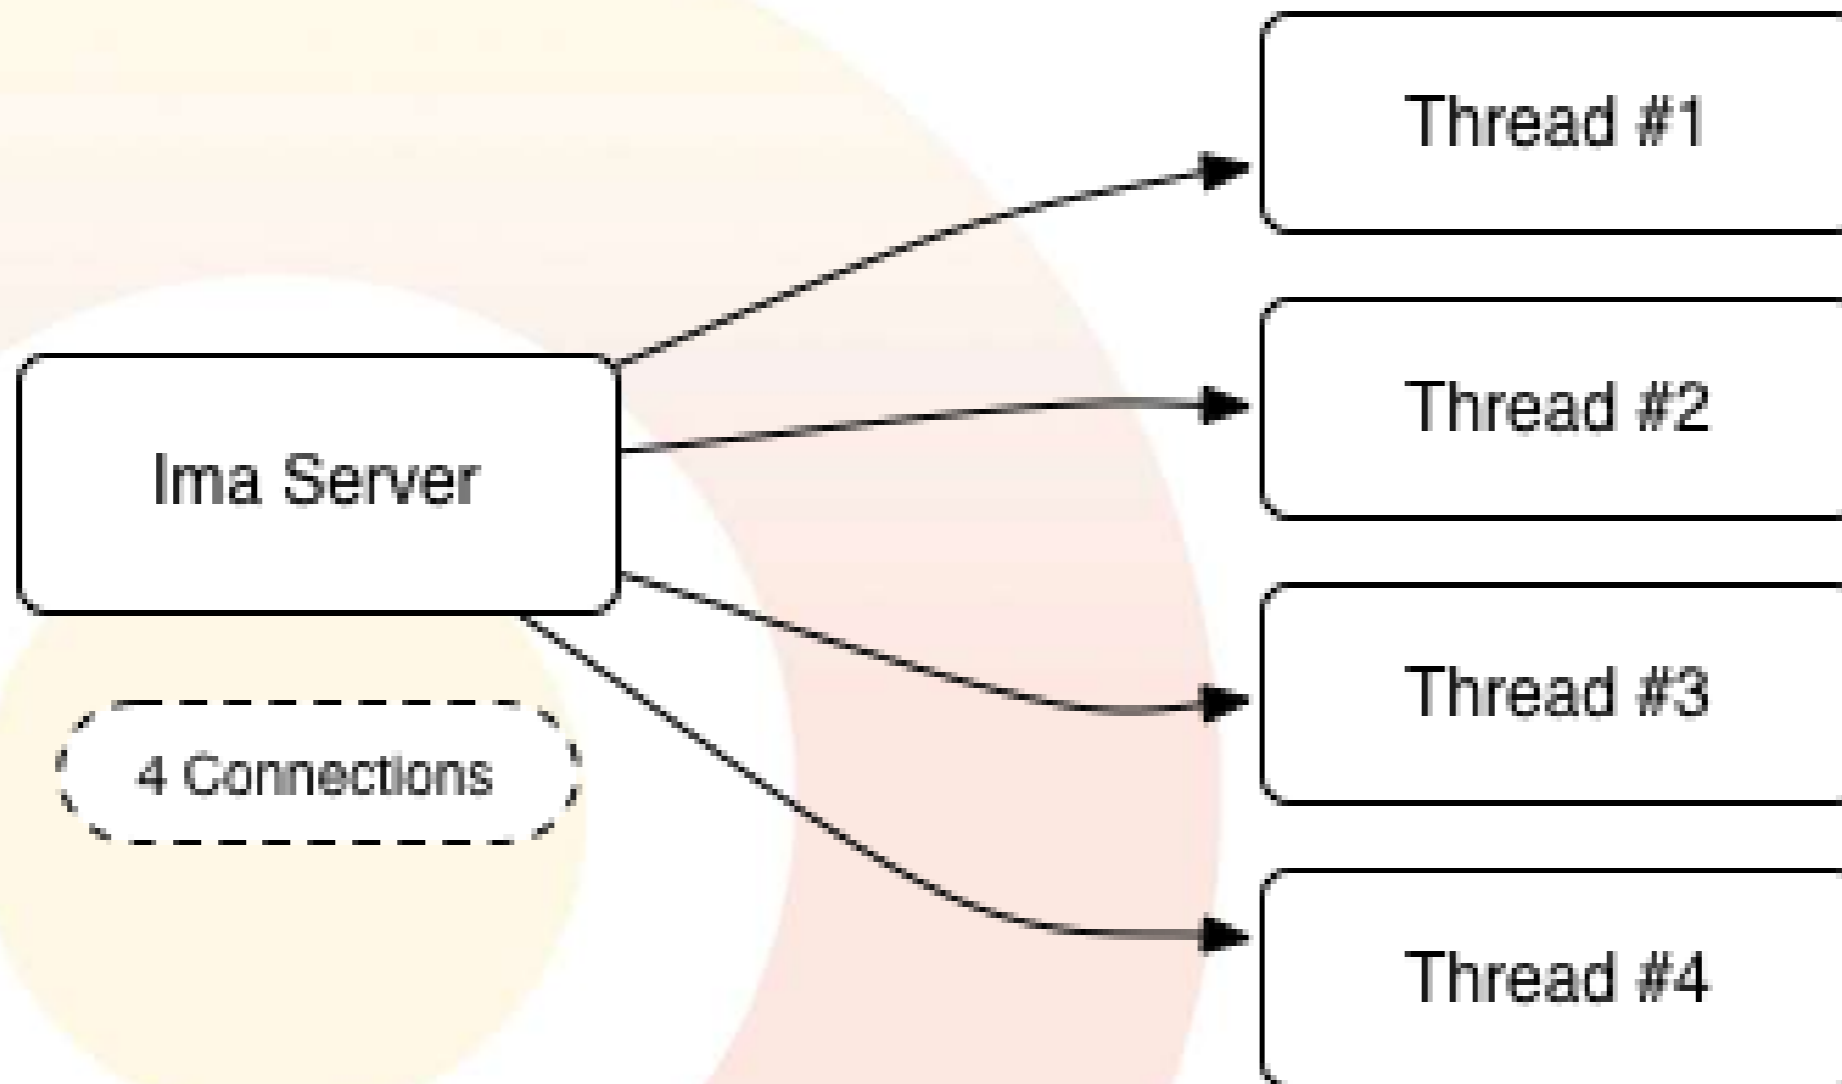 Thread #1
Thread #2
Ima Server
Thread #3
4 Connections
Thread #4